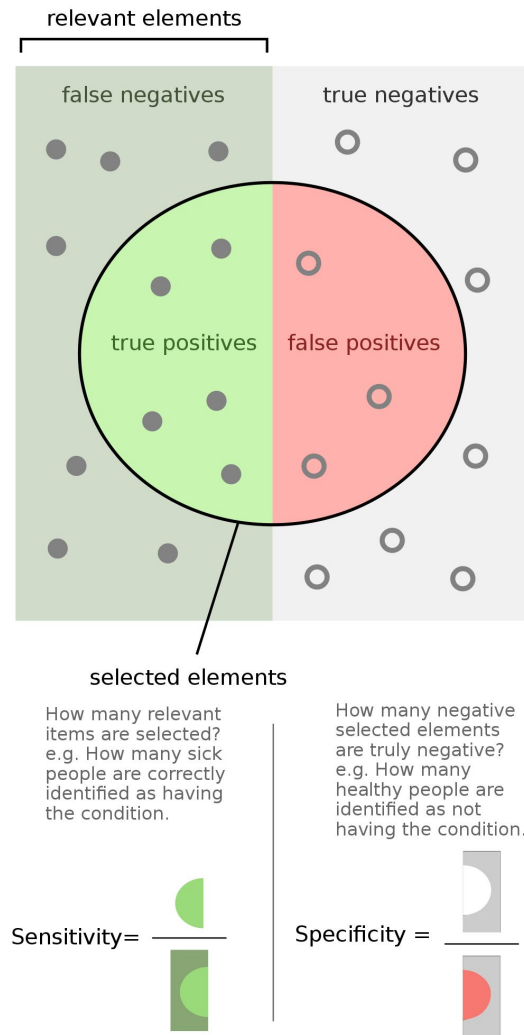 relevant elements
false negatives
true negatives
true positives
false positives
selected elements
How many relevant
items are selected?
e.g. How many sick
people are correctly
identified as having
the condition.
How many negative
selected elements
are truly negative?
e.g. How many
healthy people are
identified as not
having the condition.
Sensitivity=
Specificity =